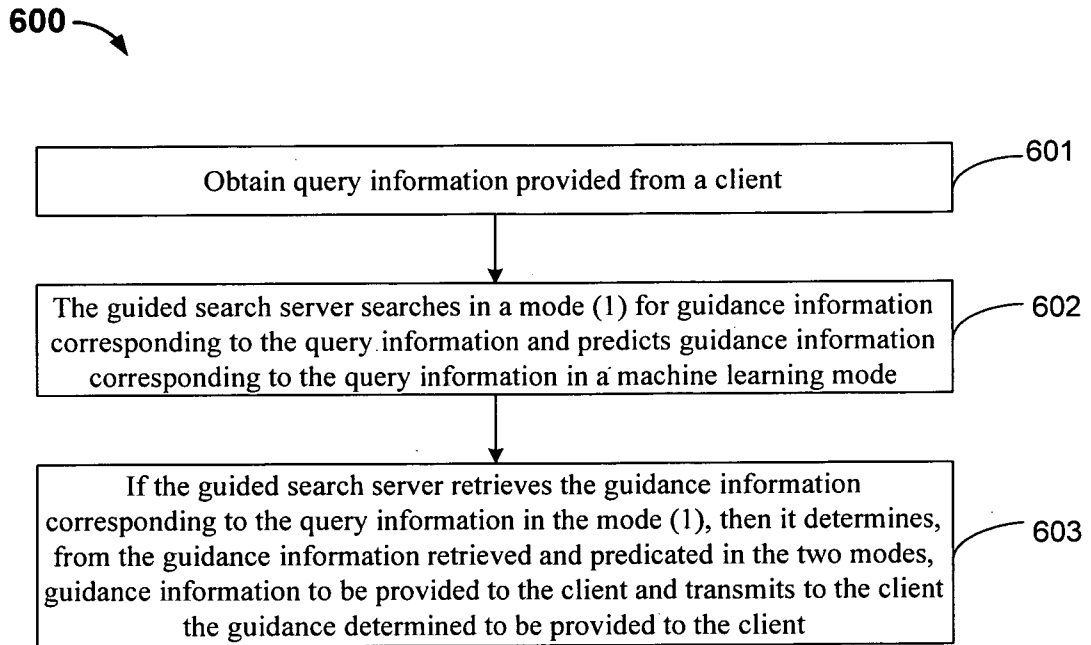 600
Obtain query information provided from a client
601
The guided search server searches in a mode (1) for guidance information
corresponding to the query information and predicts guidance information
corresponding to the query information in a machine learning mode
602
If the guided search server retrieves the guidance information
corresponding to the query information in the mode (1), then it determines,
from the guidance information retrieved and predicated in the two modes,
guidance information to be provided to the client and transmits to the client
the guidance determined to be provided to the client
603